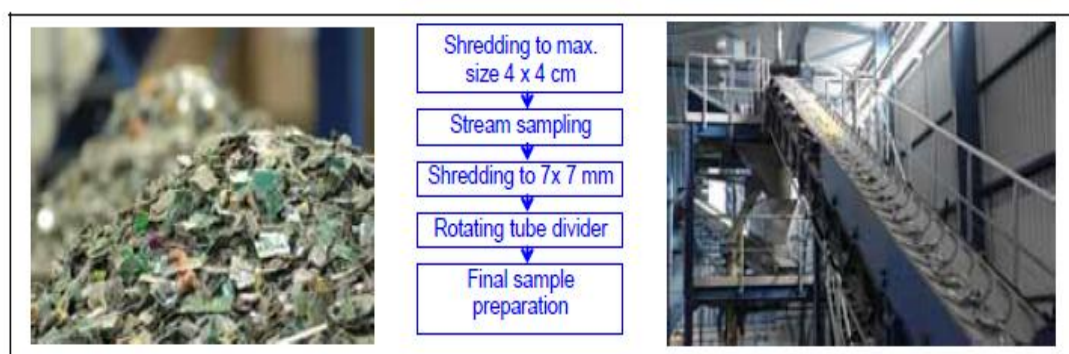 Shredding to max.
size 4 x 4 cm
Stream sampling
Shredding to 7x 7 mm
Rotating tube divider
Final sample
preparation